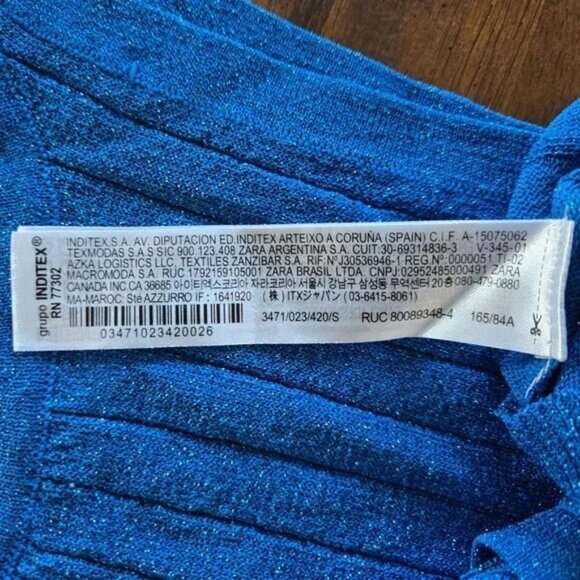 grupo INDITEX®
RN 77302
INDITEX,S.A. AV. DIPUTACION ED.INDITEX ARTEIXO A CORUÑA (SPAIN) C.I.F. A-15075062
TEXMODAS S.A.S SIC 900.123.408 ZARA ARGENTINA S.A. CUIT:30-69314836-3 V-345-01
AZKA LOGISTICS LLC. TEXTILES ZANZIBAR S.A. RIF:NºJ30536946-1 REG.Nº:0000051 TI-02
MACROMODA S.A. RUC 1792159105001 ZARA BRASIL LTDA. CNPJ:02952485000491 ZARA
CANADA INC.CA 36685 아이티엑스코리아 자라코리아 서울시 강남구 삼성동 무역센터 20층 080-479-0880
MA-MAROC: Sté AZZURRO IF : 1641920 (株) ITXジャパン (03-6415-8061)
03471023420026
3471/023/420/S RUC 80089348-4 165/84A